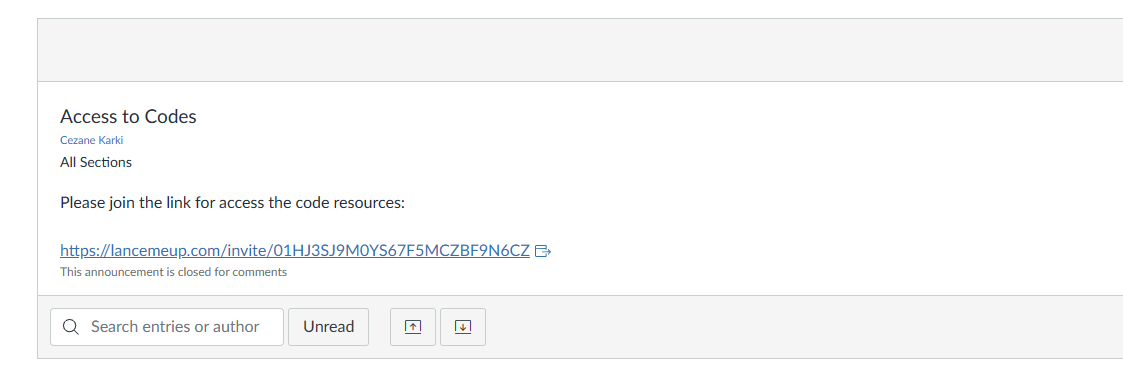 Access to Codes
Cezane Karki
All Sections
Please join the link for access the code resources:
https://lancemeup.com/invite/01HJ3SJ9M0YS67F5MCZBF9N6CZ
This announcement is closed for comments
Search entries or author Unread